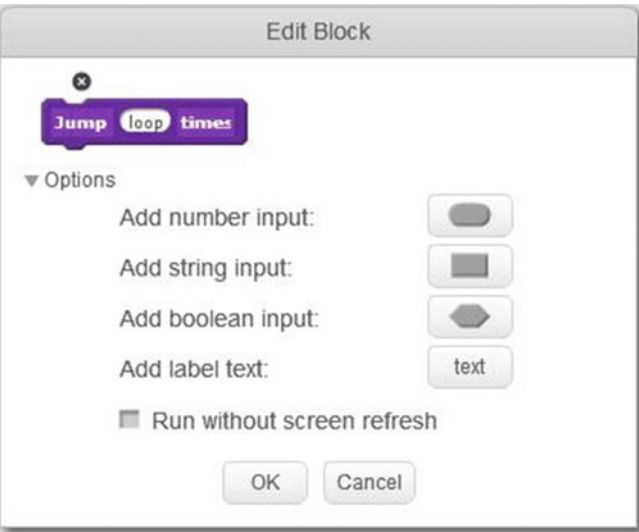 Edit Block
Jump loop times
Options
Add number input:
Add string input:
Add boolean input:
Add label text: text
Run without screen refresh
OK Cancel